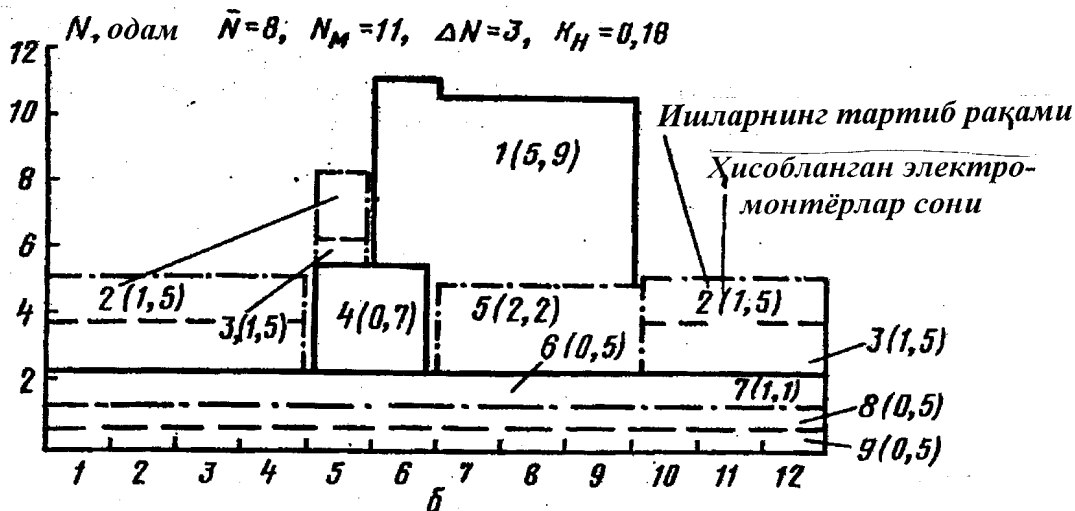 N, одам N̄=8; Nм=11, ΔN=3, Kн=0,18
12
10
8
6
4
2
Ишларнинг тартиб рақами
Ҳисобланган электро-
монтёрлар сони
1(5,9)
2(1,5)
3,(1,5)
4(0,7)
5(2,2)
2(1,5)
6(0,5)
3(1,5)
7(1,1)
8(0,5)
9(0,5)
1 2 3 4 5 6 7 8 9 10 11 12
б